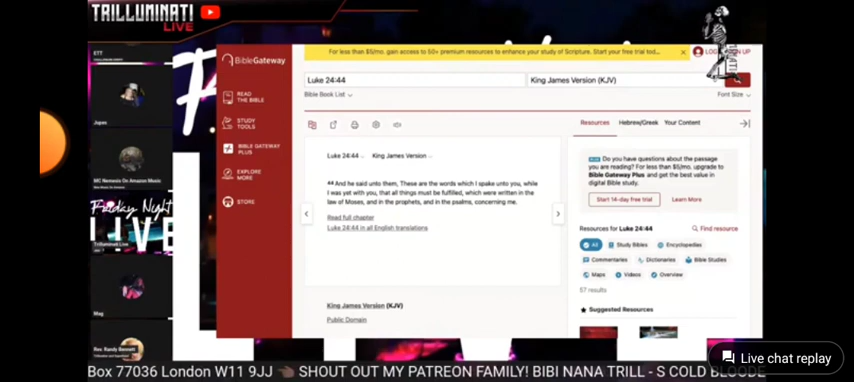 TRILLUMINATI
LIVE
ETT
Japes
MC Nemesis On Amazon Music
Friday Night
LIVE
Trilluminati Live
Mag
Rev. Randy Bennett
BibleGateway
READ
THE BIBLE
STUDY
TOOLS
BIBLE GATEWAY
PLUS
EXPLORE
MORE
STORE
For less than $5/mo. gain access to 50+ premium resources to enhance your study of Scripture. Start your free trial tod...
Luke 24:44
King James Version (KJV)
Bible Book List
Font Size
Luke 24:44
King James Version
44 And he said unto them, These are the words which I spake unto you, while
I was yet with you, that all things must be fulfilled, which were written in the
law of Moses, and in the prophets, and in the psalms, concerning me.
Read full chapter
Luke 24:44 in all English translations
King James Version (KJV)
Public Domain
Resources
Hebrew/Greek
Your Content
Do you have questions about the passage
you are reading? For less than $5/mo. upgrade to
Bible Gateway Plus and get the best value in
digital Bible study.
Start 14-day free trial
Learn More
Resources for Luke 24:44
Find resource
All
Study Bibles
Encyclopedias
Commentaries
Dictionaries
Bible Studies
Maps
Videos
Overview
57 results
Suggested Resources
Live chat replay
Box 77036 London W11 9JJ SHOUT OUT MY PATREON FAMILY! BIBI NANA TRILL - S COLD BLOODE